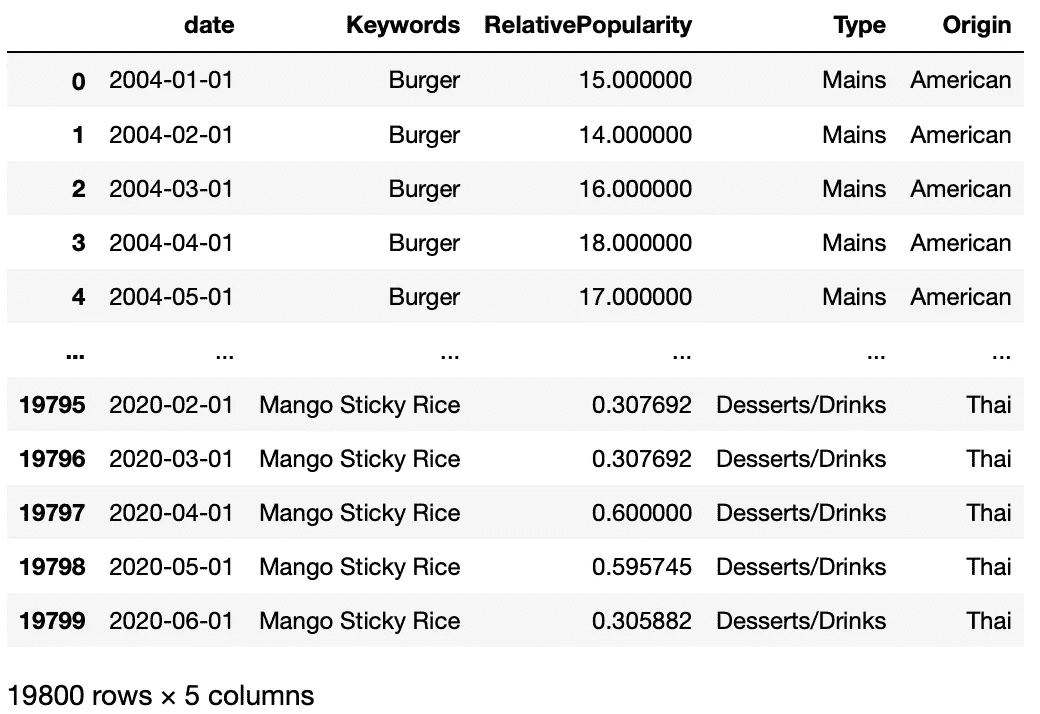 date Keywords RelativePopularity Type Origin
0 2004-01-01 Burger 15.000000 Mains American
1 2004-02-01 Burger 14.000000 Mains American
2 2004-03-01 Burger 16.000000 Mains American
3 2004-04-01 Burger 18.000000 Mains American
4 2004-05-01 Burger 17.000000 Mains American
... ... ... ... ... ...
19795 2020-02-01 Mango Sticky Rice 0.307692 Desserts/Drinks Thai
19796 2020-03-01 Mango Sticky Rice 0.307692 Desserts/Drinks Thai
19797 2020-04-01 Mango Sticky Rice 0.600000 Desserts/Drinks Thai
19798 2020-05-01 Mango Sticky Rice 0.595745 Desserts/Drinks Thai
19799 2020-06-01 Mango Sticky Rice 0.305882 Desserts/Drinks Thai
19800 rows × 5 columns